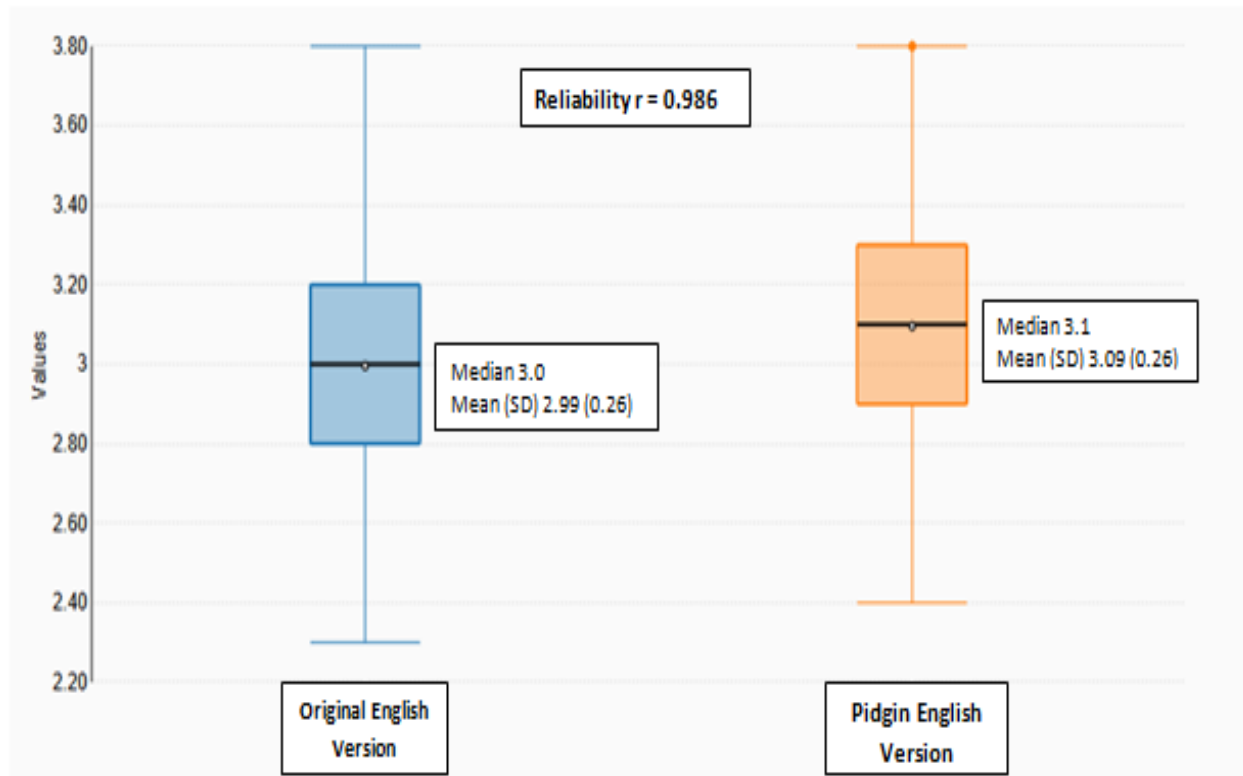 3.80
Reliability r = 0.986
3.60
3.40
3.20
Median 3.1
Mean (SD) 3.09 (0.26)
3
Median 3.0
Mean (SD) 2.99 (0.26)
Values
2.80
2.60
2.40
2.20
Original English
Version
Pidgin English
Version